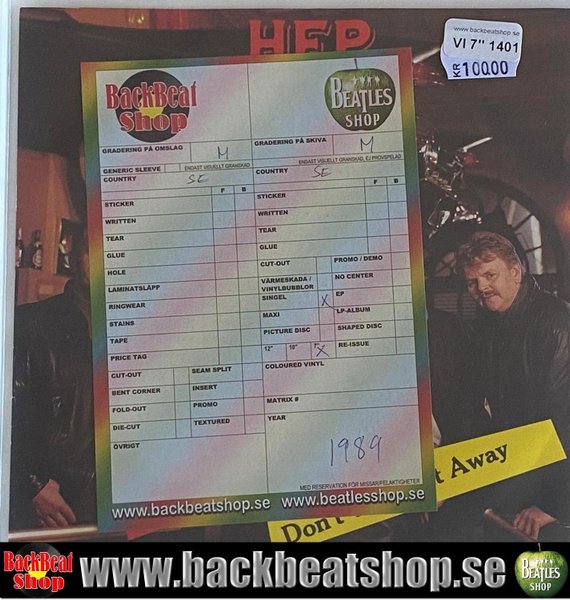 HEP
www.backbeatshop.se
VI 7" 1401
KR 100.00
BackBeat
Shop
BEATLES
SHOP
GRADERING PÅ OMSLAG M
GRADERING PÅ SKIVA M
GENERIC SLEEVE ENDAST VISUELLT GRANSKAD
ENDAST VISUELLT GRANSKAD, EJ PROVSPELAD
COUNTRY SE
COUNTRY SE
F B
STICKER
WRITTEN
TEAR
GLUE
HOLE
LAMINATSLÄPP
RINGWEAR
STAINS
TAPE
PRICE TAG
CUT-OUT SEAM SPLIT
BENT CORNER INSERT
FOLD-OUT PROMO
DIE-CUT TEXTURED
ÖVRIGT
F B
STICKER
WRITTEN
TEAR
GLUE
CUT-OUT PROMO / DEMO
VÄRMESKADA / VINYLBUBBLOR NO CENTER
SINGEL X EP
MAXI LP-ALBUM
PICTURE DISC SHAPED DISC
12" 10" 7" X RE-ISSUE
COLOURED VINYL
MATRIX #
YEAR
1989
MED RESERVATION FÖR MISSAR/FELAKTIGHETER
www.backbeatshop.se www.beatlesshop.se
Don't
t Away
BackBeat
Shop
www.backbeatshop.se
BEATLES
SHOP